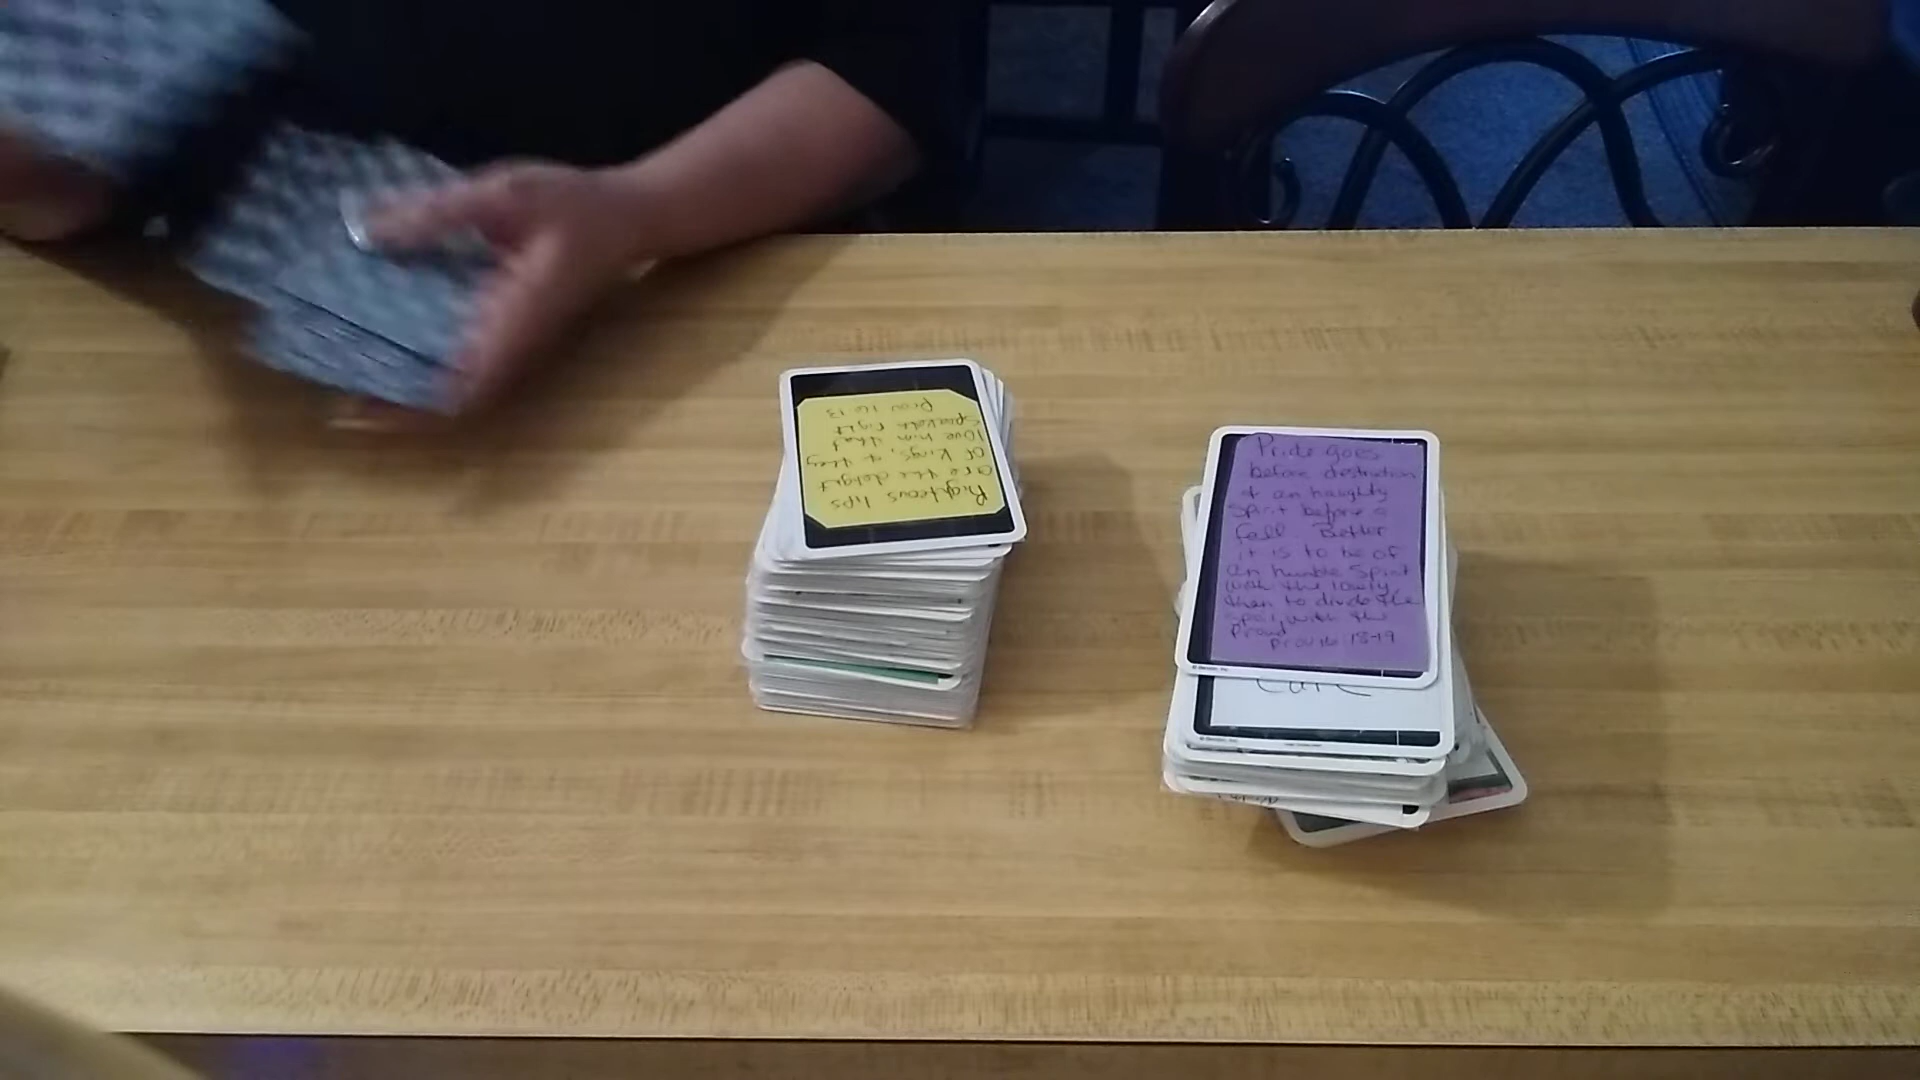 Righteous lips
are the delight
of kings, & they
love him that
speaketh right
Prov 16:13
Pride goes
before destruction
& an haughty
Spirit before a
fall Better
it is to be of
an humble Spirit
with the lowly
than to divide the
spoil with the
Proud
Prov 16:18-19